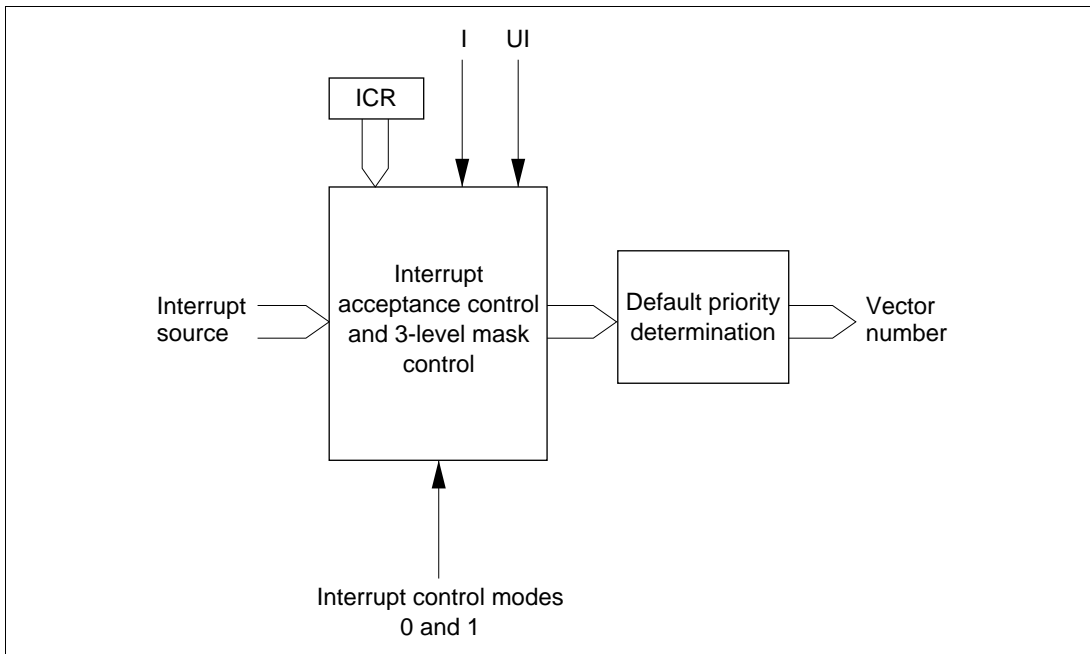 I UI
ICR
Interrupt
acceptance control
and 3-level mask
control
Interrupt
source
Default priority
determination
Vector
number
Interrupt control modes
0 and 1